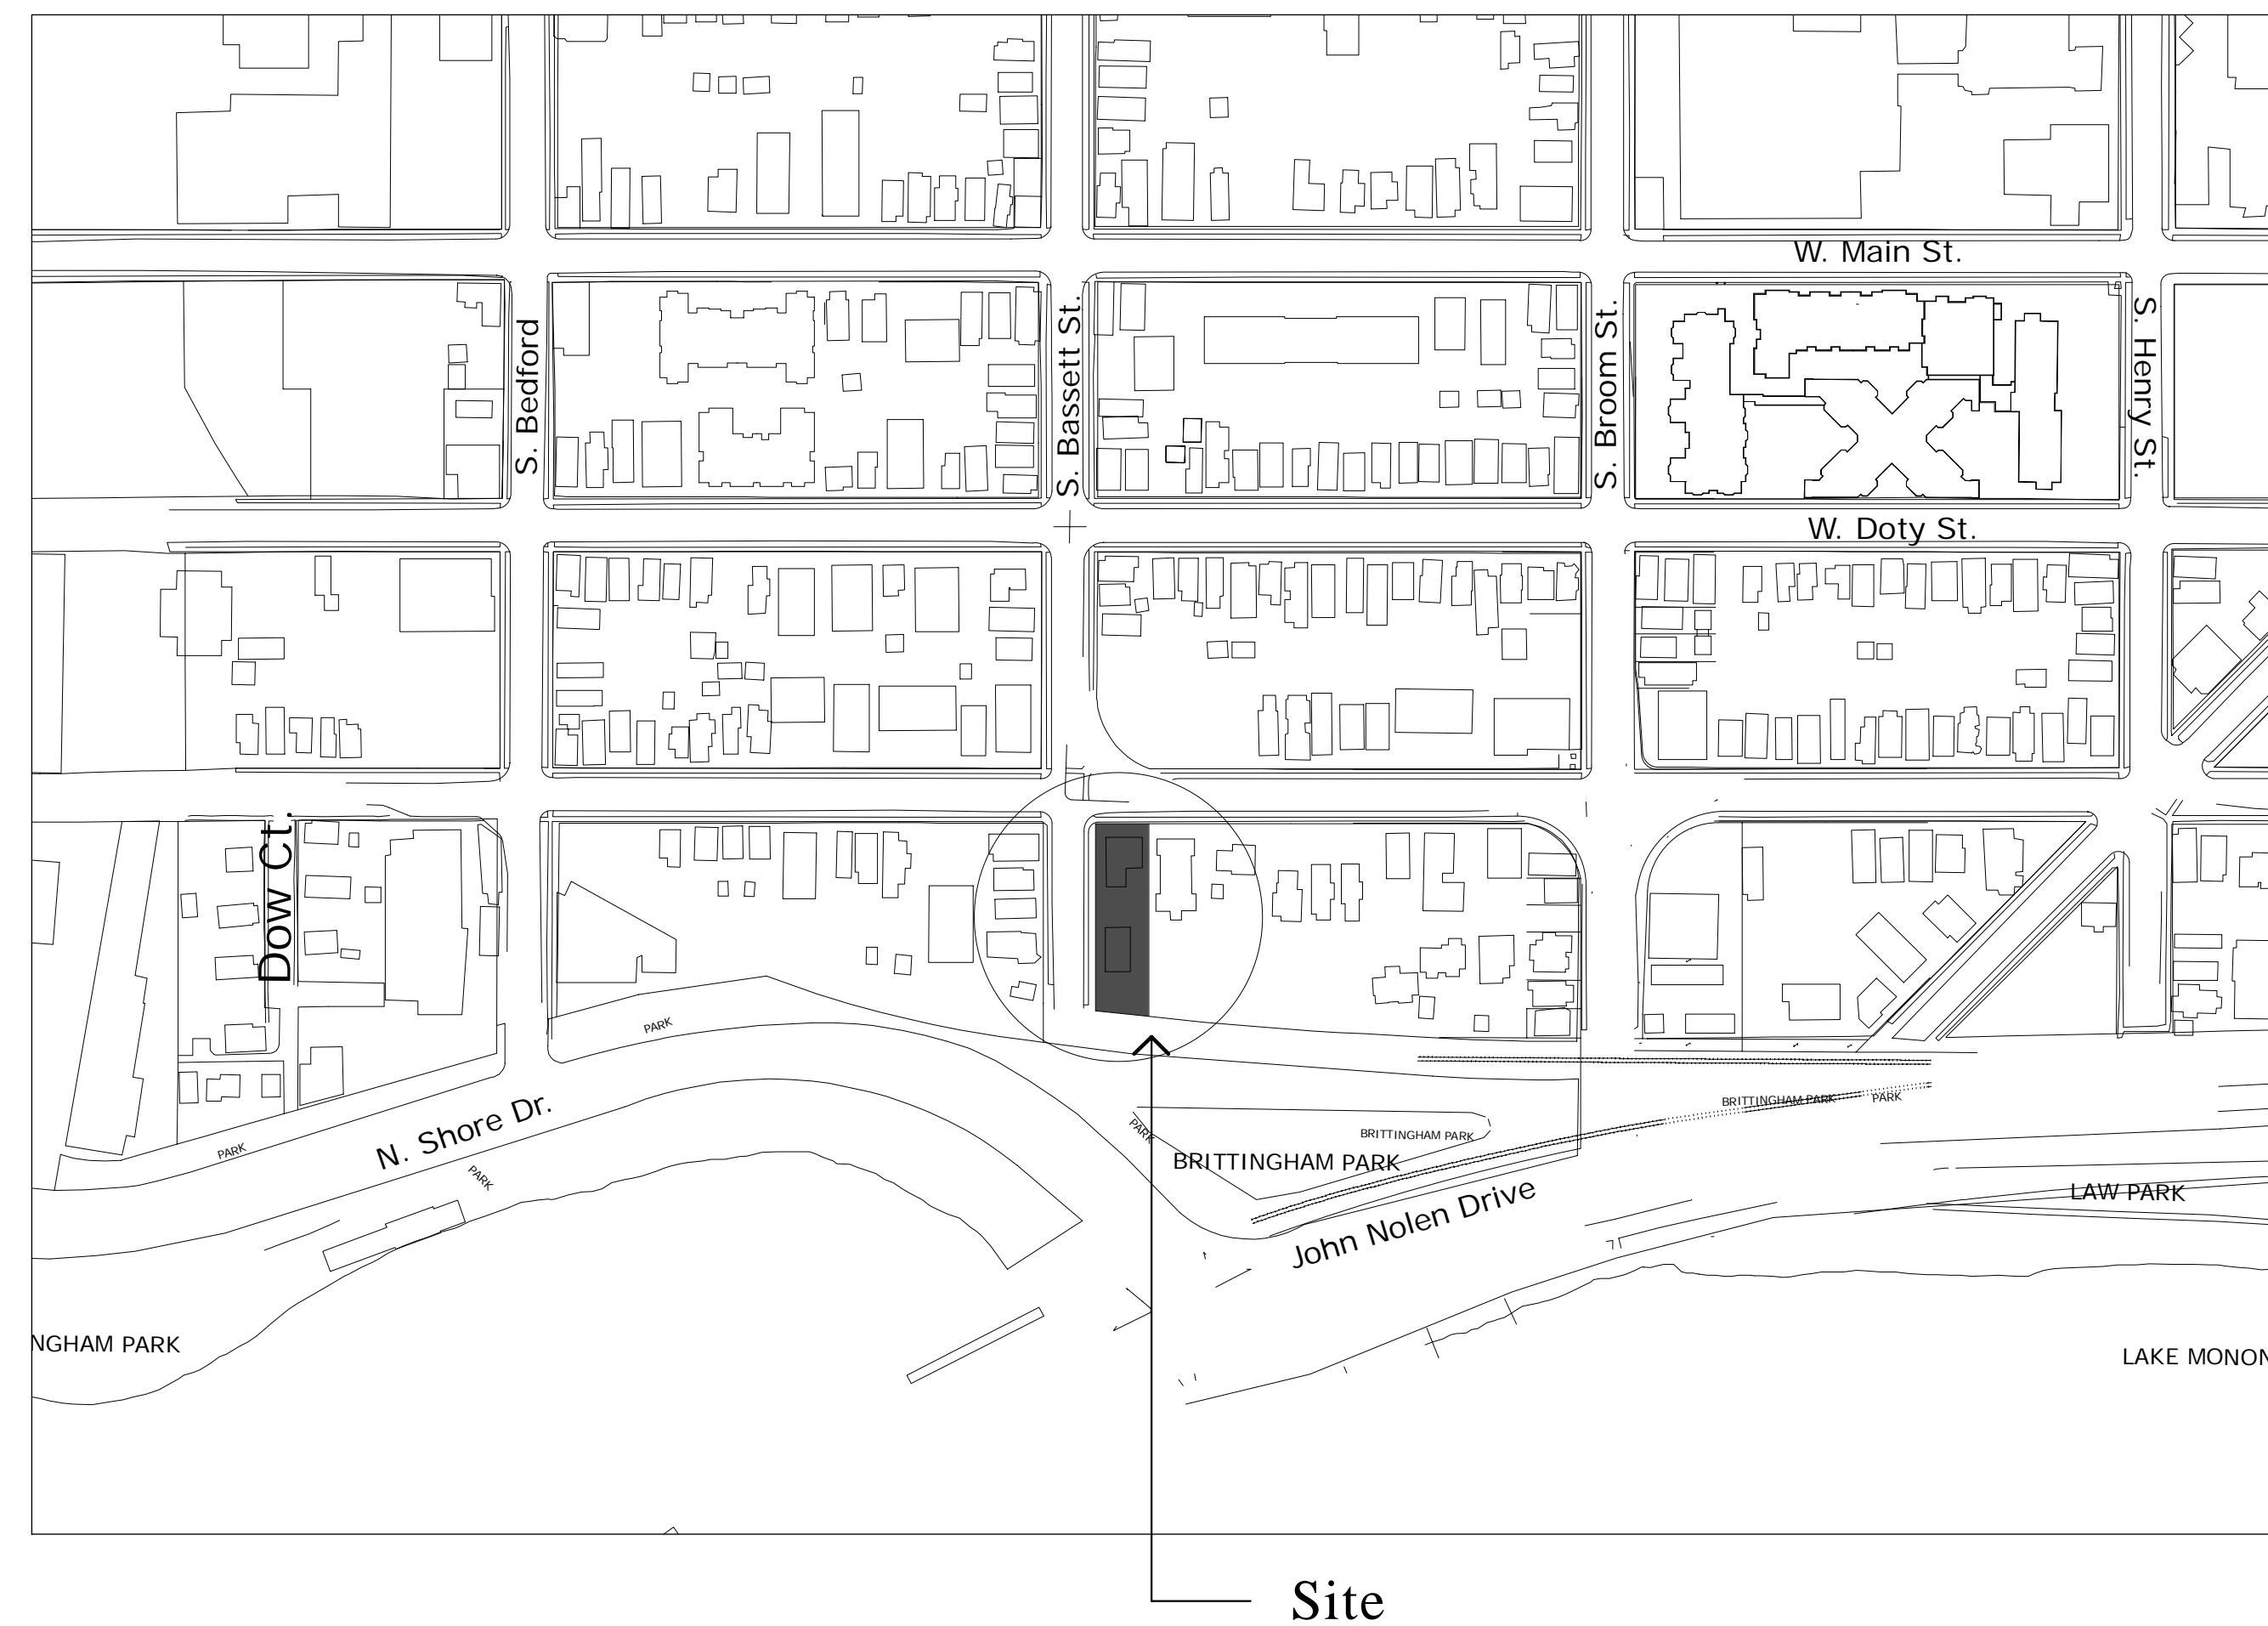 W. Main St.
S. Bedford
S. Bassett St.
S. Broom St.
S. Henry St.
W. Doty St.
Dow Ct.
PARK
BRITTINGHAM PARK
PARK
PARK
BRITTINGHAM PARK
N. Shore Dr.
PARK
BRITTINGHAM PARK
PARK
LAW PARK
John Nolen Drive
NGHAM PARK
LAKE MONON
Site